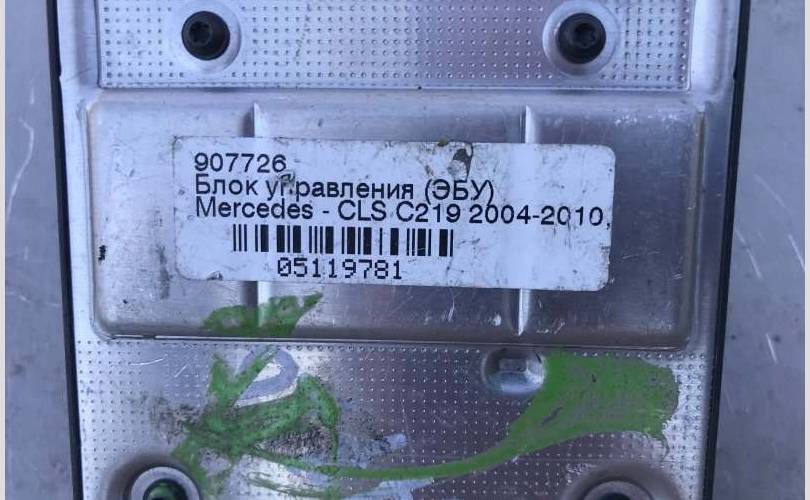 907726
Блок управления (ЭБУ)
Mercedes - CLS C219 2004-2010,
05119781